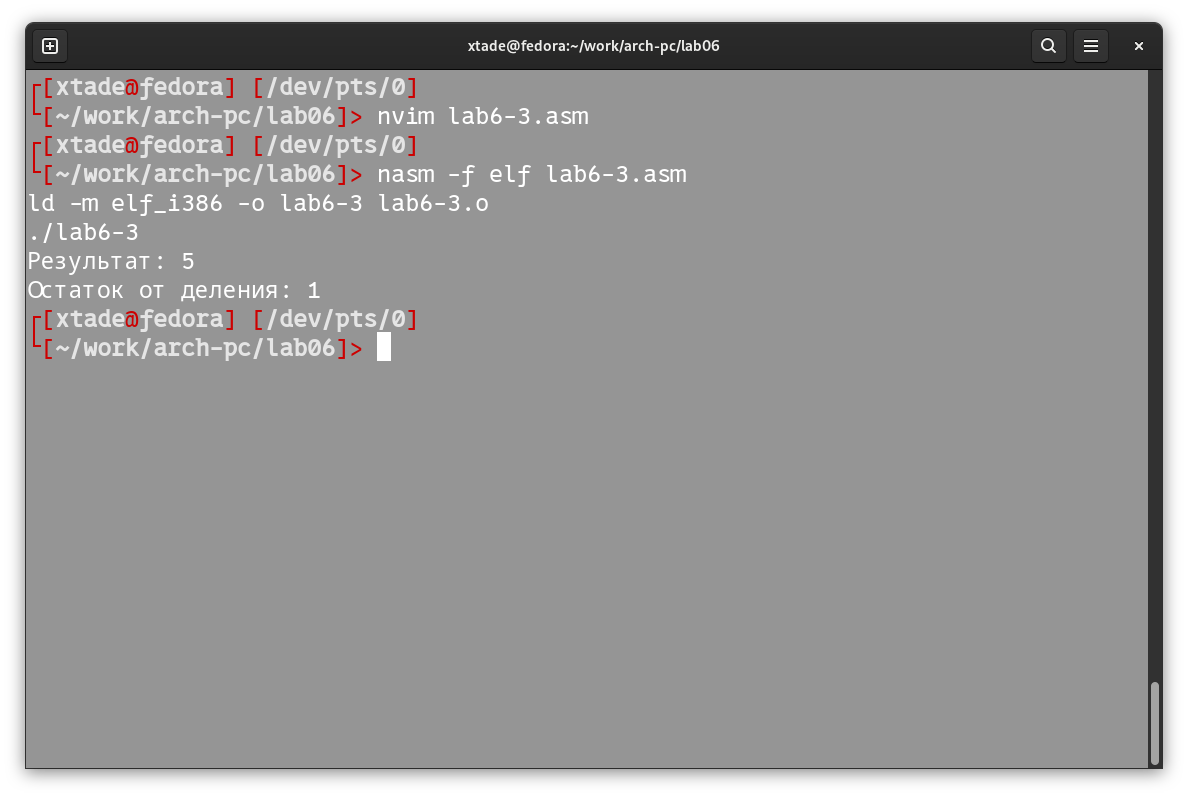 xtade@fedora:~/work/arch-pc/lab06
[xtade@fedora] [/dev/pts/0]
[~/work/arch-pc/lab06]> nvim lab6-3.asm
[xtade@fedora] [/dev/pts/0]
[~/work/arch-pc/lab06]> nasm -f elf lab6-3.asm
ld -m elf_i386 -o lab6-3 lab6-3.o
./lab6-3
Результат: 5
Остаток от деления: 1
[xtade@fedora] [/dev/pts/0]
[~/work/arch-pc/lab06]>